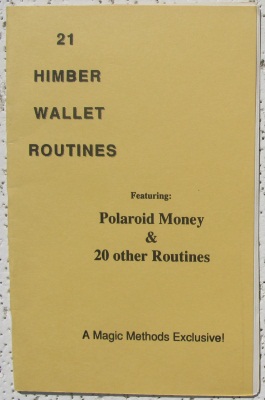 21
HIMBER
WALLET
ROUTINES
Featuring:
Polaroid Money
&
20 other Routines
A Magic Methods Exclusive!